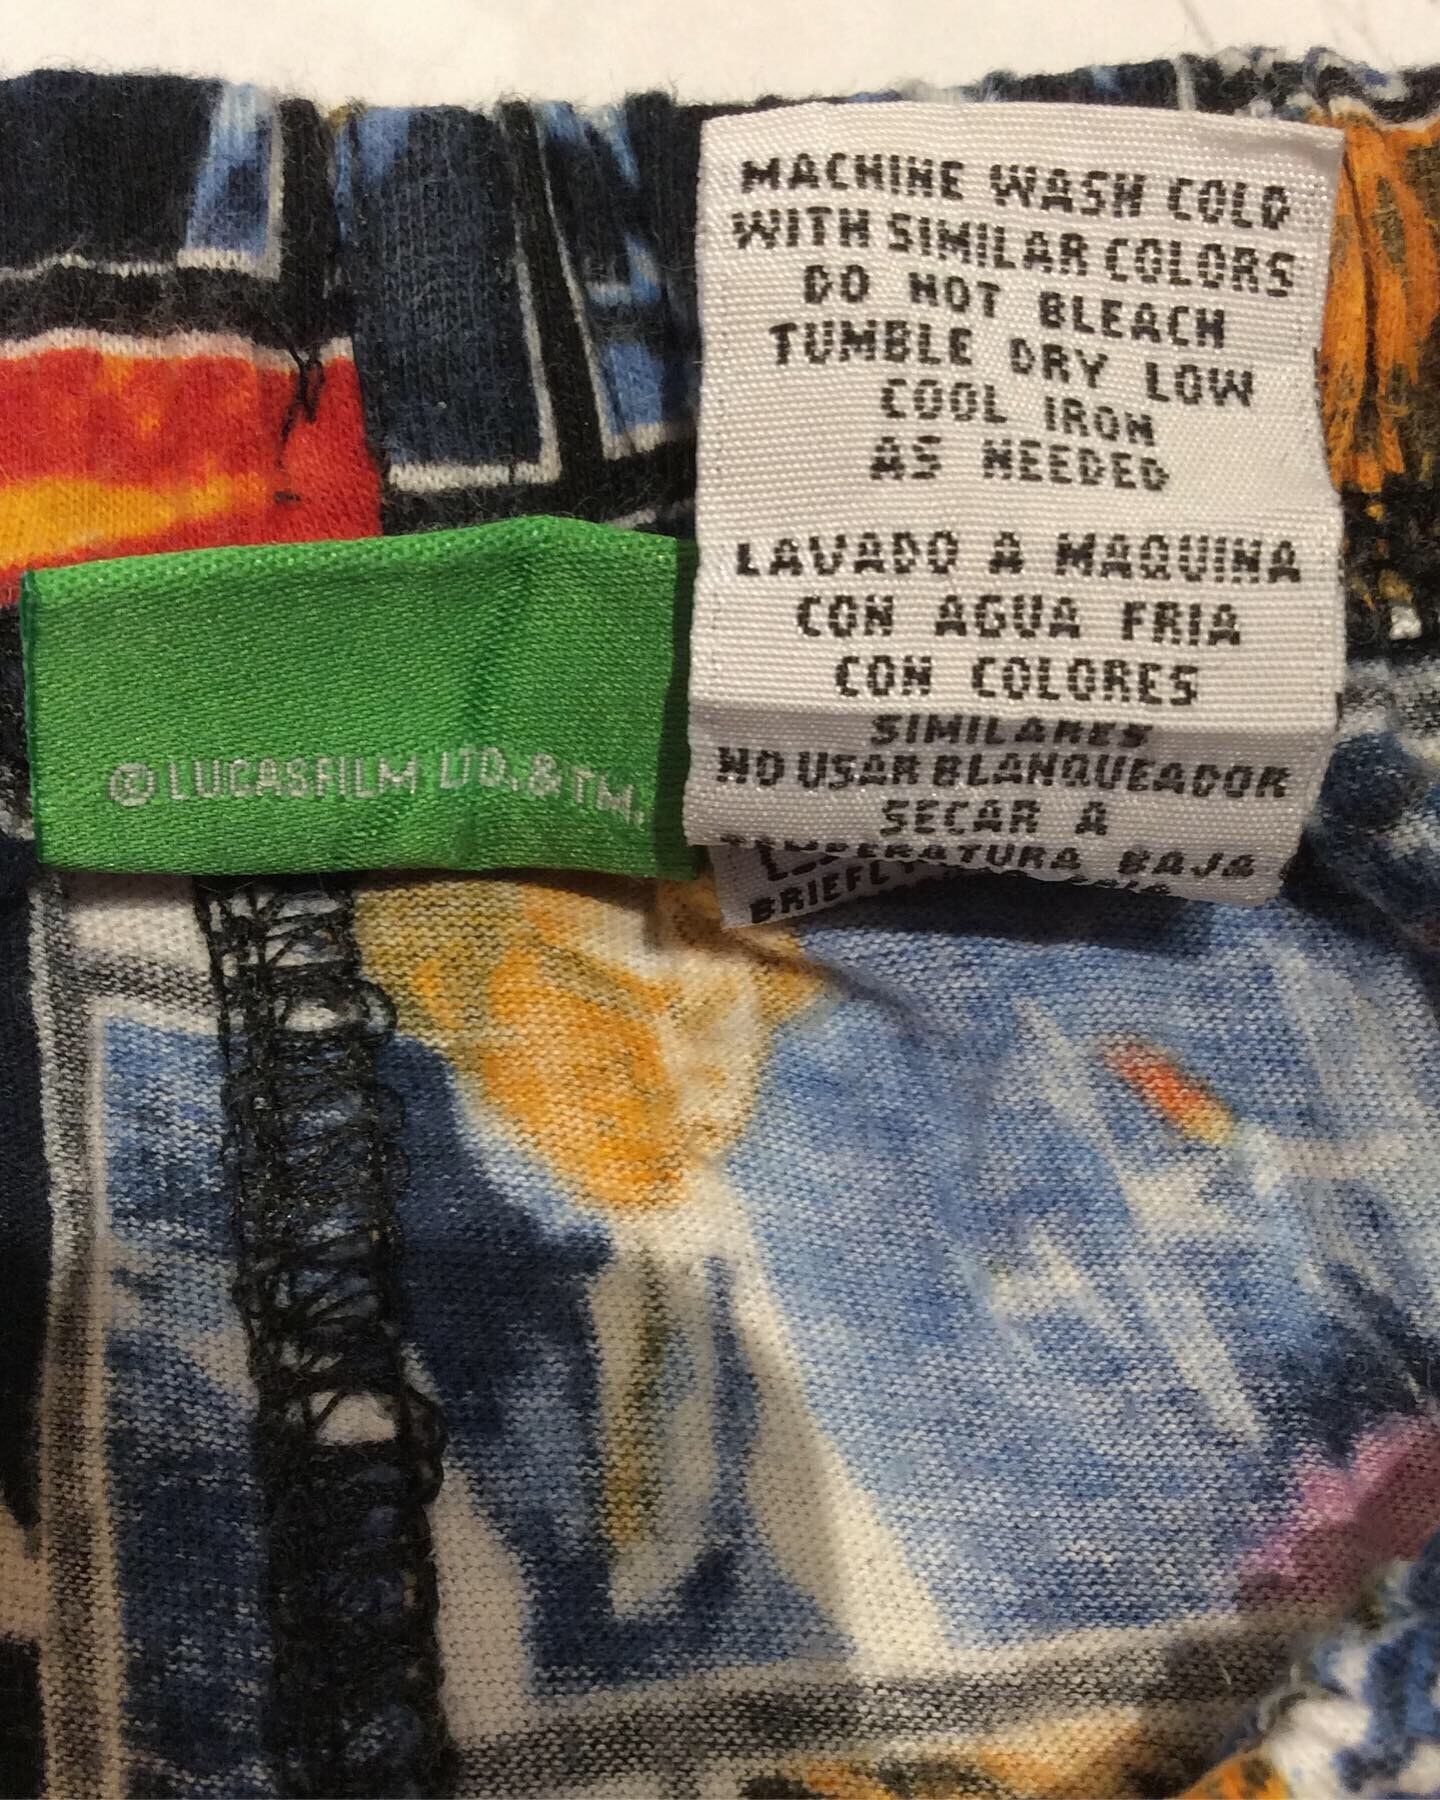 MACHINE WASH COLD
WITH SIMILAR COLORS
DO NOT BLEACH
TUMBLE DRY LOW
COOL IRON
AS NEEDED
LAVADO A MAQUINA
CON AGUA FRIA
CON COLORES
SIMILARES
NO USAR BLANQUEADOR
SECAR A
TEMPERATURA BAJA
© LUCASFILM LTD. & TM.